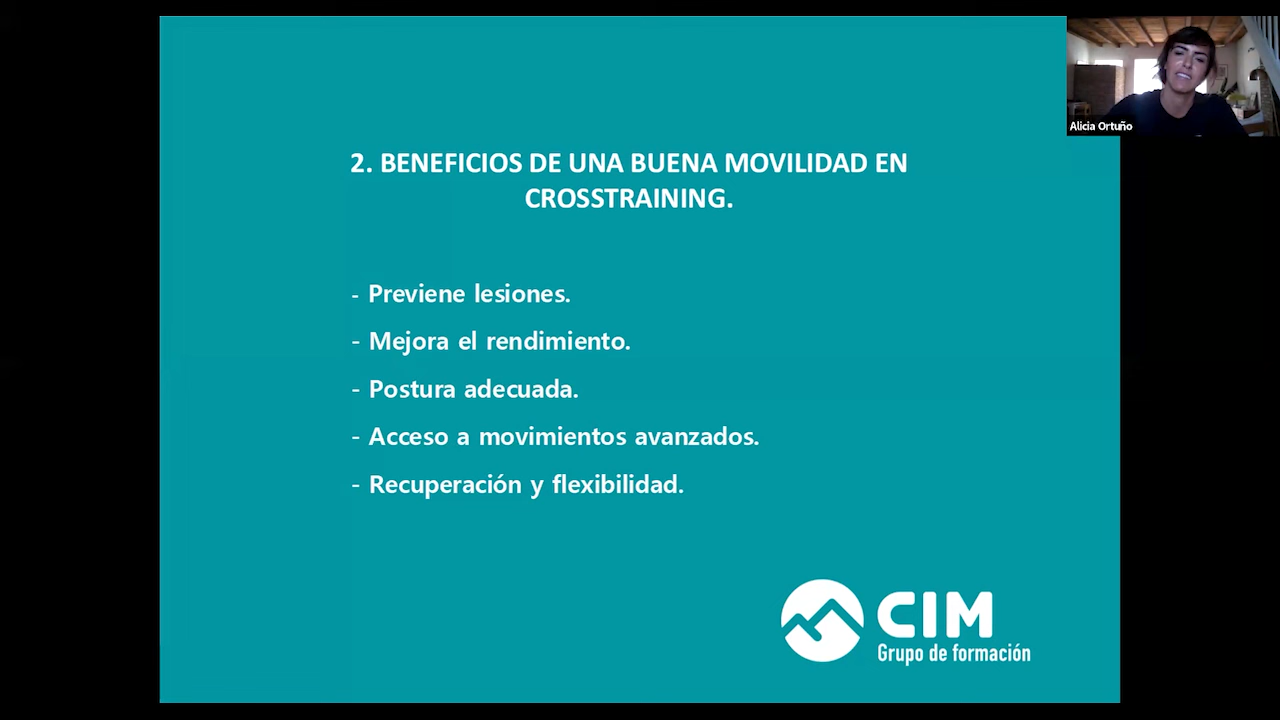 Alicia Ortuño
2. BENEFICIOS DE UNA BUENA MOVILIDAD EN
CROSSTRAINING.
- Previene lesiones.
- Mejora el rendimiento.
- Postura adecuada.
- Acceso a movimientos avanzados.
- Recuperación y flexibilidad.
CIM
Grupo de formación